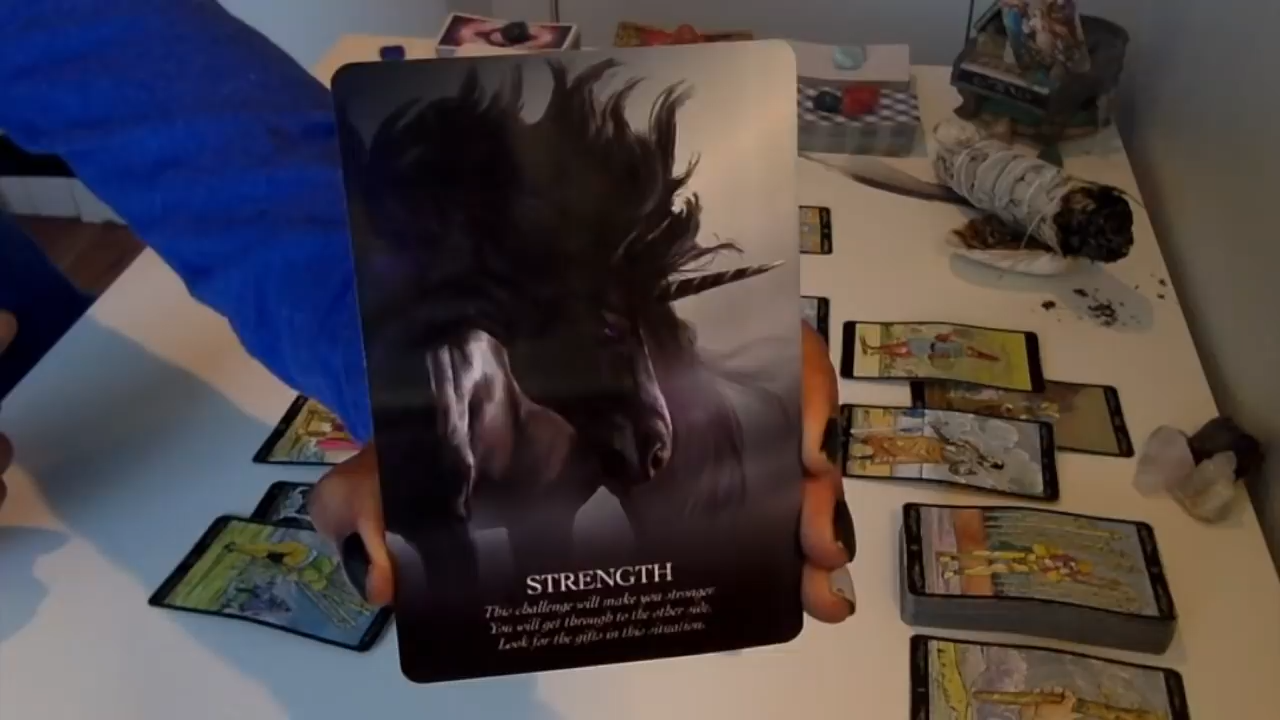 STRENGTH
This challenge will make you stronger.
You will get through to the other side.
Look for the gifts in this situation.